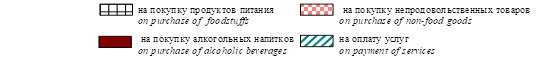 на покупку продуктов питания
on purchase of foodstuffs
на покупку непродовольственных товаров
on purchase of non-food goods
на покупку алкогольных напитков
on purchase of alcoholic beverages
на оплату услуг
on payment of services